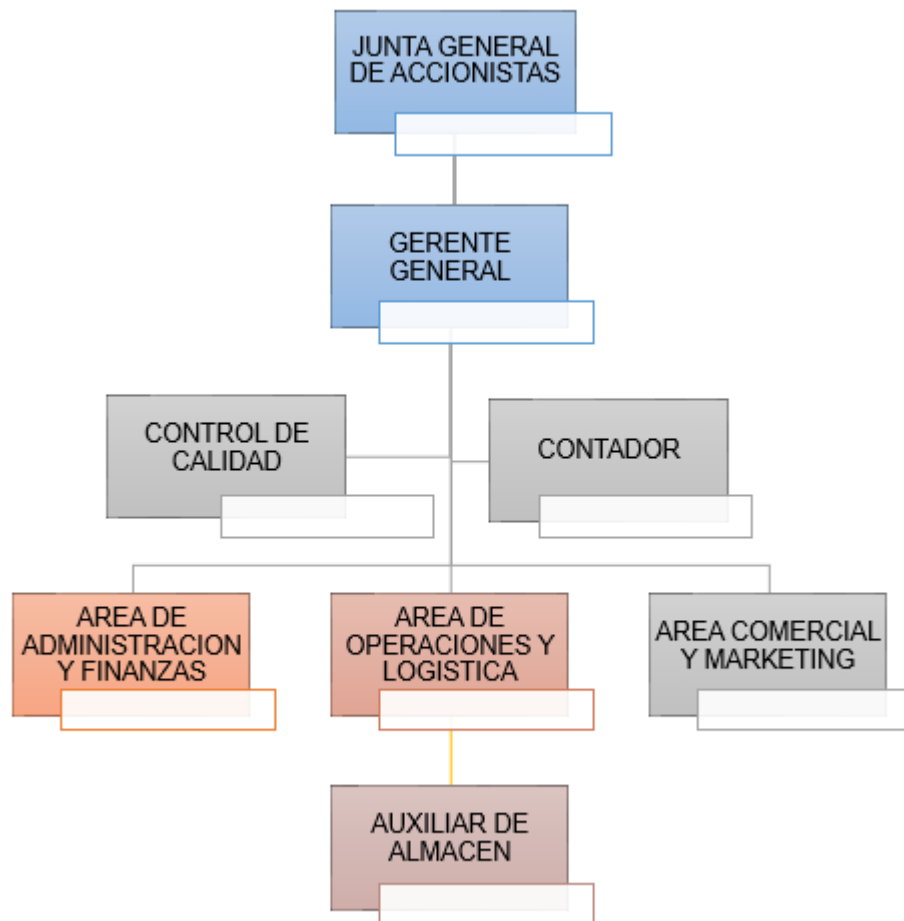 JUNTA GENERAL
DE ACCIONISTAS
GERENTE
GENERAL
CONTROL DE
CALIDAD
CONTADOR
AREA DE
ADMINISTRACION
Y FINANZAS
AREA DE
OPERACIONES Y
LOGISTICA
AREA COMERCIAL
Y MARKETING
AUXILIAR DE
ALMACEN